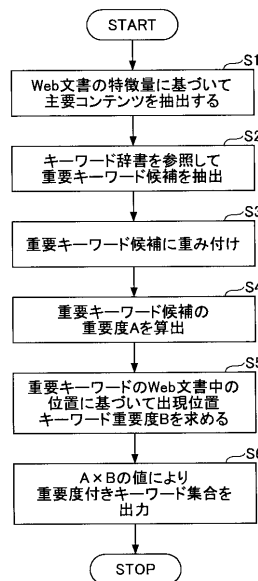 START
S1
Web文書の特徴量に基づいて
主要コンテンツを抽出する
S2
キーワード辞書を参照して
重要キーワード候補を抽出
S3
重要キーワード候補に重み付け
S4
重要キーワード候補の
重要度Aを算出
S5
重要キーワードのWeb文書中の
位置に基づいて出現位置
キーワード重要度Bを求める
S6
A×Bの値により
重要度付きキーワード集合を
出力
STOP